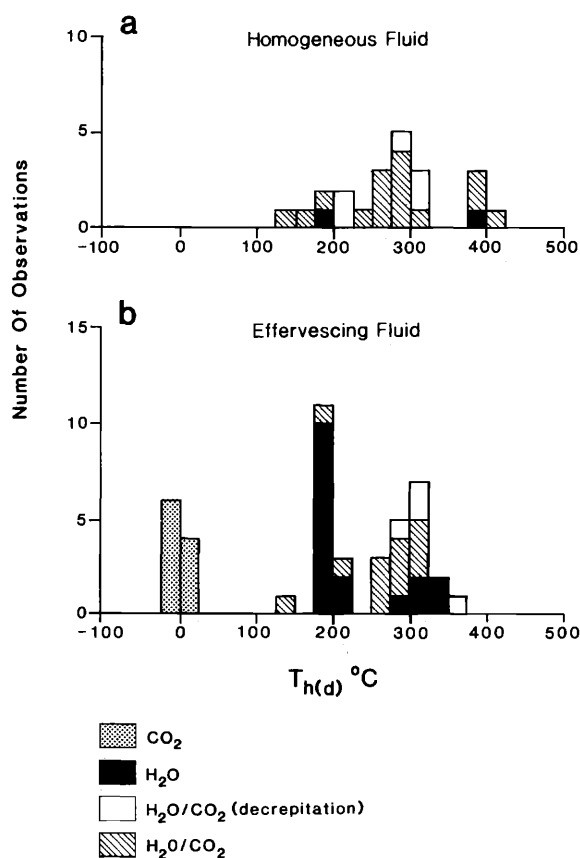 a
Homogeneous Fluid
10
5
0
-100 0 100 200 300 400 500
Number Of Observations
b
Effervescing Fluid
15
10
5
0
-100 0 100 200 300 400 500
Th(d) °C
CO2
H2O
H2O/CO2 (decrepitation)
H2O/CO2